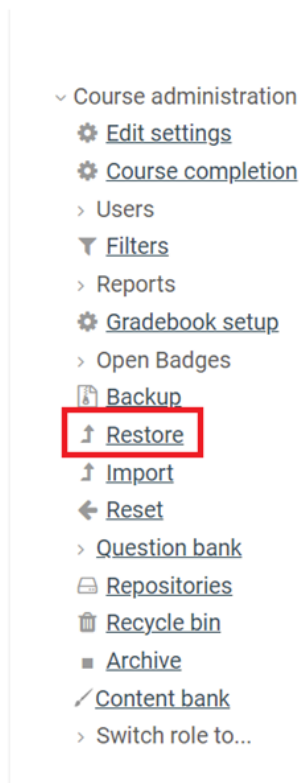 Course administration
Edit settings
Course completion
Users
Filters
Reports
Gradebook setup
Open Badges
Backup
Restore
Import
Reset
Question bank
Repositories
Recycle bin
Archive
Content bank
Switch role to...